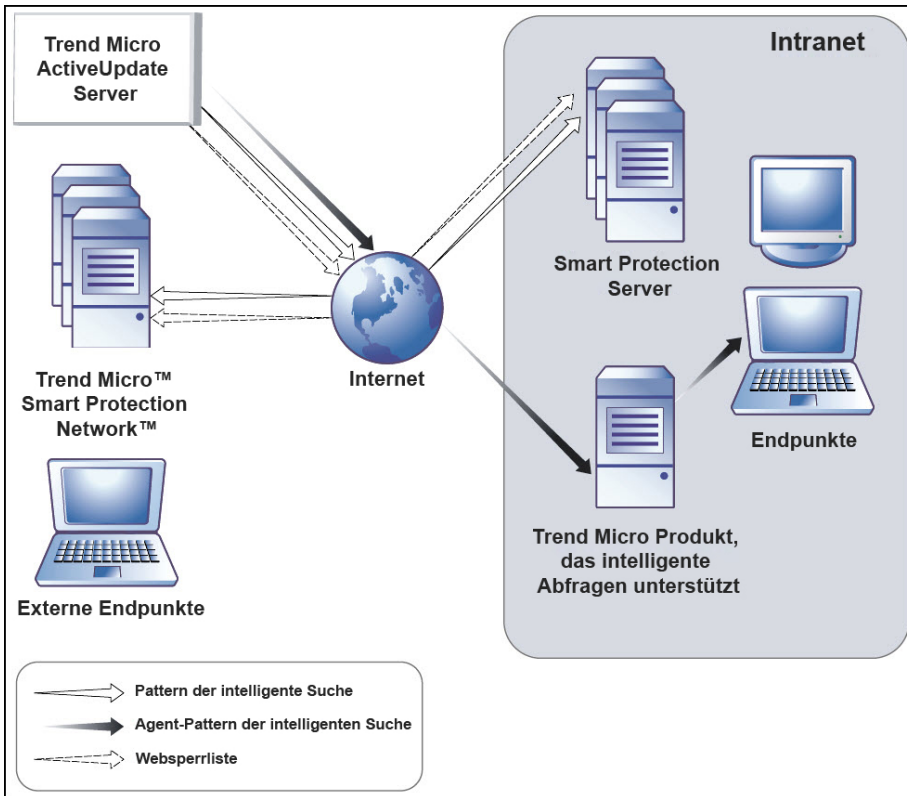 Trend Micro
ActiveUpdate
Server
Intranet
Smart Protection
Server
Internet
Trend Micro™
Smart Protection
Network™
Endpunkte
Trend Micro Produkt,
das intelligente
Abfragen unterstützt
Externe Endpunkte
Pattern der intelligente Suche
Agent-Pattern der intelligenten Suche
Websperrliste